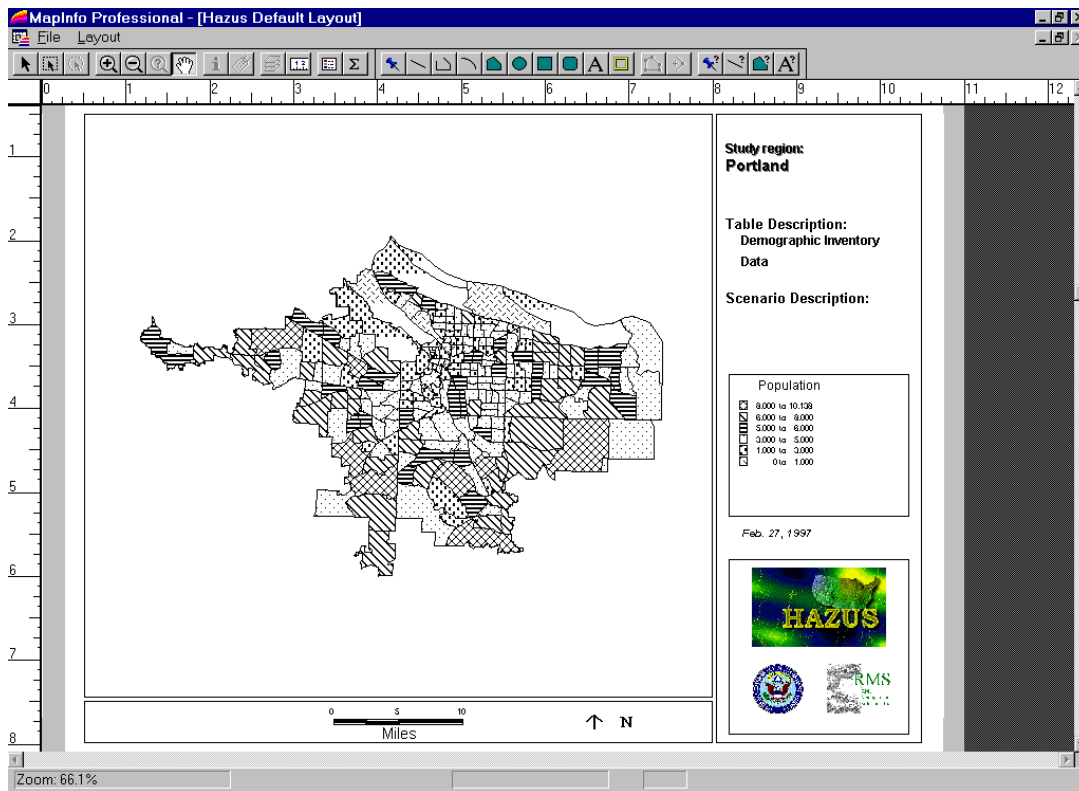 MapInfo Professional - [Hazus Default Layout]
File Layout
0 1 2 3 4 5 6 7 8 9 10 11 12
1
2
3
4
5
6
7
8
Study region:
Portland
Table Description:
Demographic Inventory
Data
Scenario Description:
Population
8,000 to 10,138
6,000 to 8,000
5,000 to 6,000
3,000 to 5,000
1,000 to 3,000
0 to 1,000
Feb. 27, 1997
HAZUS
RMS
0 5 10
Miles
N
Zoom: 66.1%